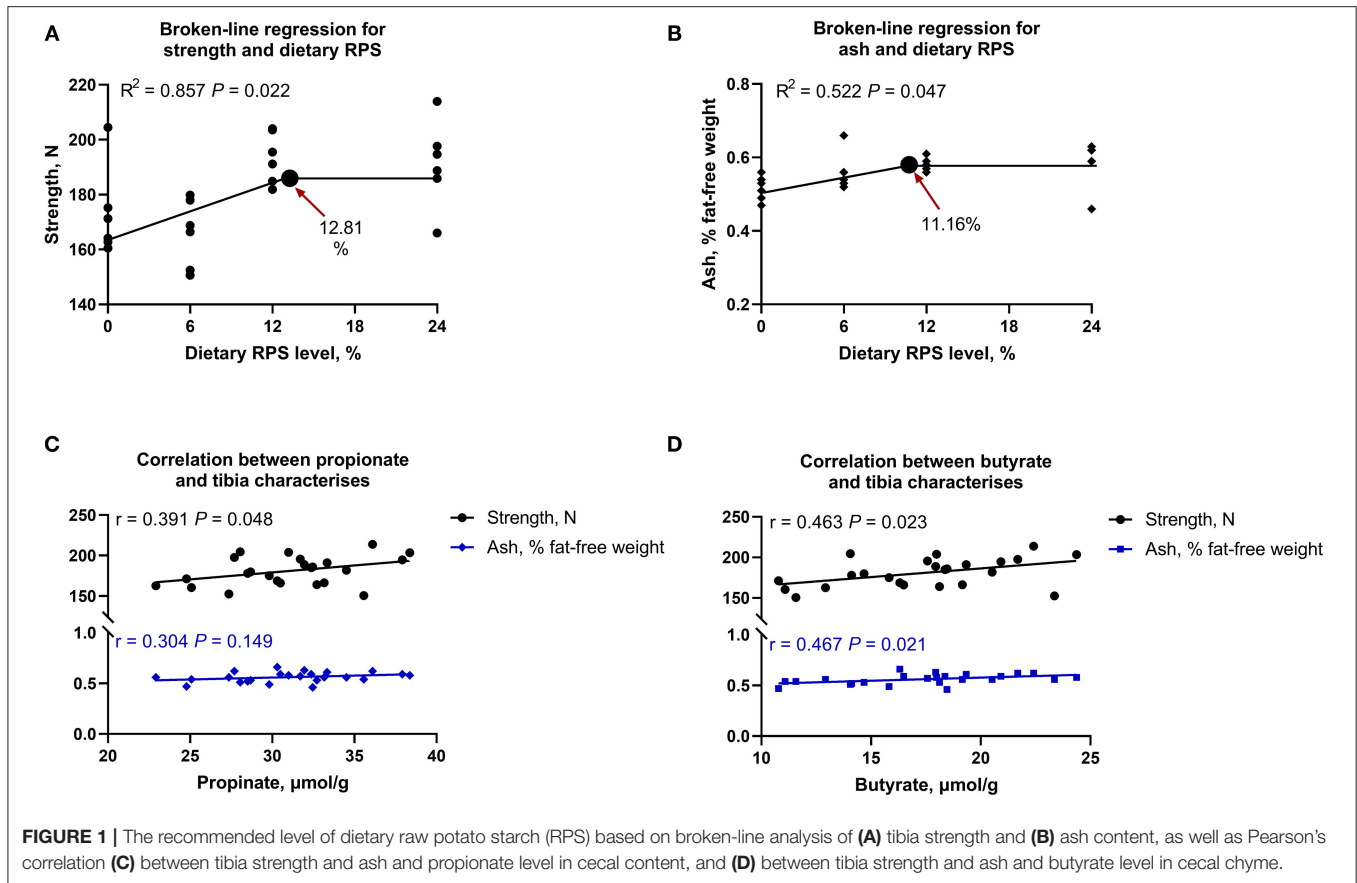 A
Broken-line regression for
strength and dietary RPS
R² = 0.857 P = 0.022
220
200
180
160
140
Strength, N
12.81
%
0 6 12 18 24
Dietary RPS level, %
B
Broken-line regression for
ash and dietary RPS
R² = 0.522 P = 0.047
0.8
0.6
0.4
0.2
Ash, % fat-free weight
11.16%
0 6 12 18 24
Dietary RPS level, %
C
Correlation between propionate
and tibia characterises
250
r = 0.391 P = 0.048
200
150
1.0
r = 0.304 P = 0.149
0.5
0.0
Strength, N
Ash, % fat-free weight
20 25 30 35 40
Propinate, µmol/g
D
Correlation between butyrate
and tibia characterises
250
r = 0.463 P = 0.023
200
150
1.0
r = 0.467 P = 0.021
0.5
0.0
Strength, N
Ash, % fat-free weight
10 15 20 25
Butyrate, µmol/g
FIGURE 1 | The recommended level of dietary raw potato starch (RPS) based on broken-line analysis of (A) tibia strength and (B) ash content, as well as Pearson's
correlation (C) between tibia strength and ash and propionate level in cecal content, and (D) between tibia strength and ash and butyrate level in cecal chyme.